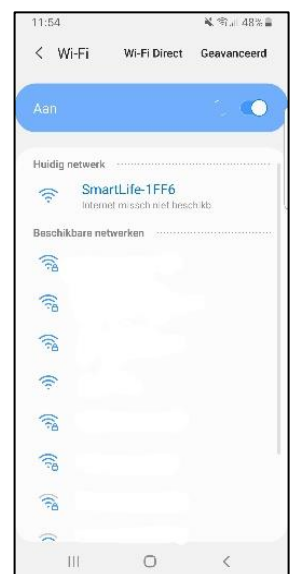 11:54 48%
< Wi-Fi Wi-Fi Direct Geavanceerd
Aan
Huidig netwerk
SmartLife-1FF6
Internet missch niet beschikb.
Beschikbare netwerken